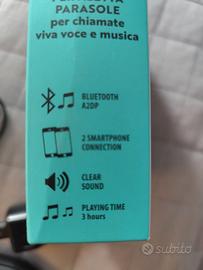 PARASOLE
per chiamate
viva voce e musica
BLUETOOTH
A2DP
2 SMARTPHONE
CONNECTION
CLEAR
SOUND
PLAYING TIME
3 hours
subito